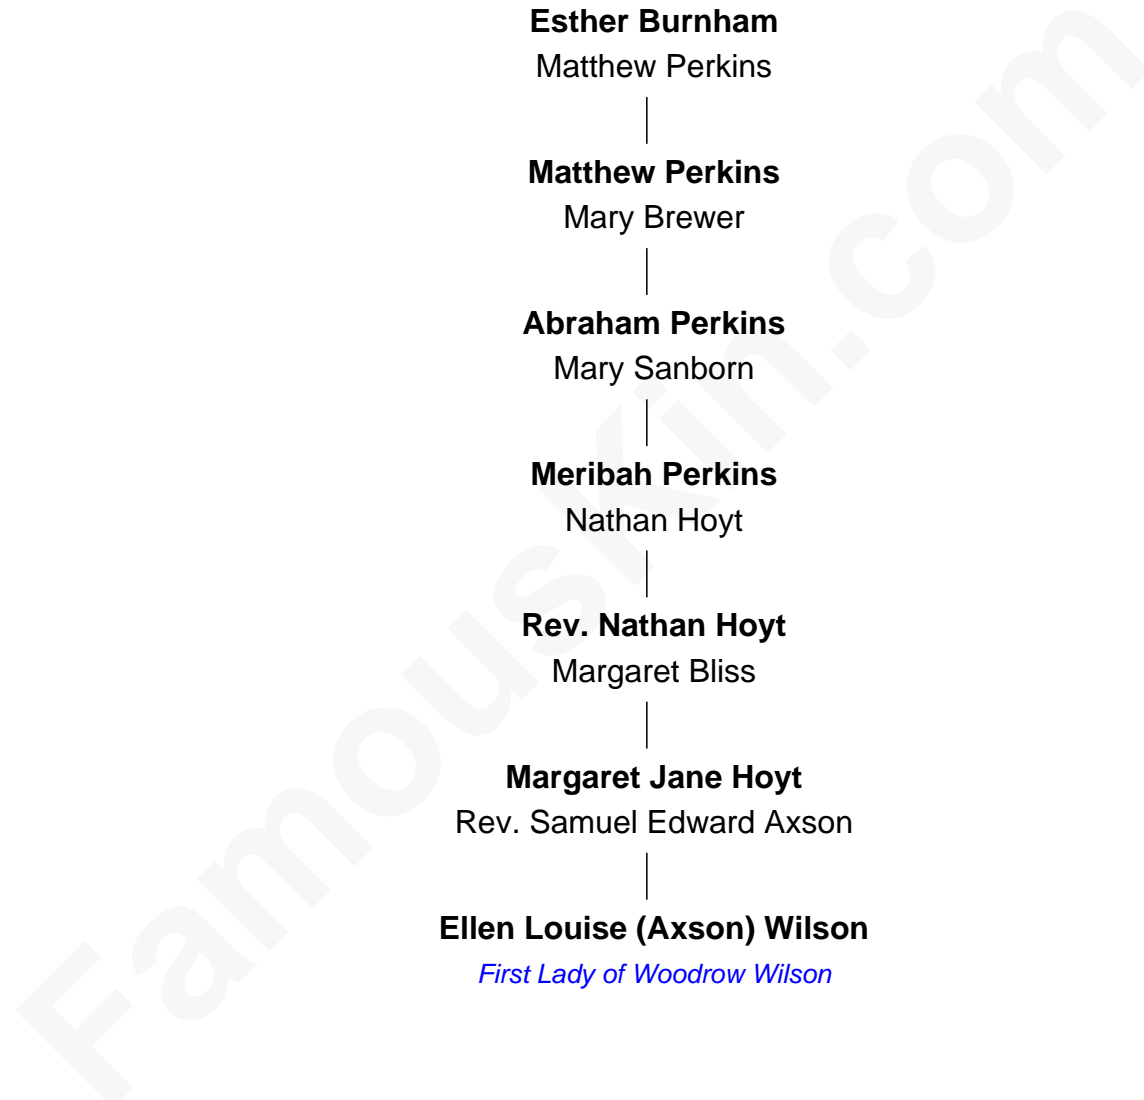 Esther Burnham
Matthew Perkins
Matthew Perkins
Mary Brewer
Abraham Perkins
Mary Sanborn
Meribah Perkins
Nathan Hoyt
Rev. Nathan Hoyt
Margaret Bliss
Margaret Jane Hoyt
Rev. Samuel Edward Axson
Ellen Louise (Axson) Wilson
First Lady of Woodrow Wilson
FamousKin.com